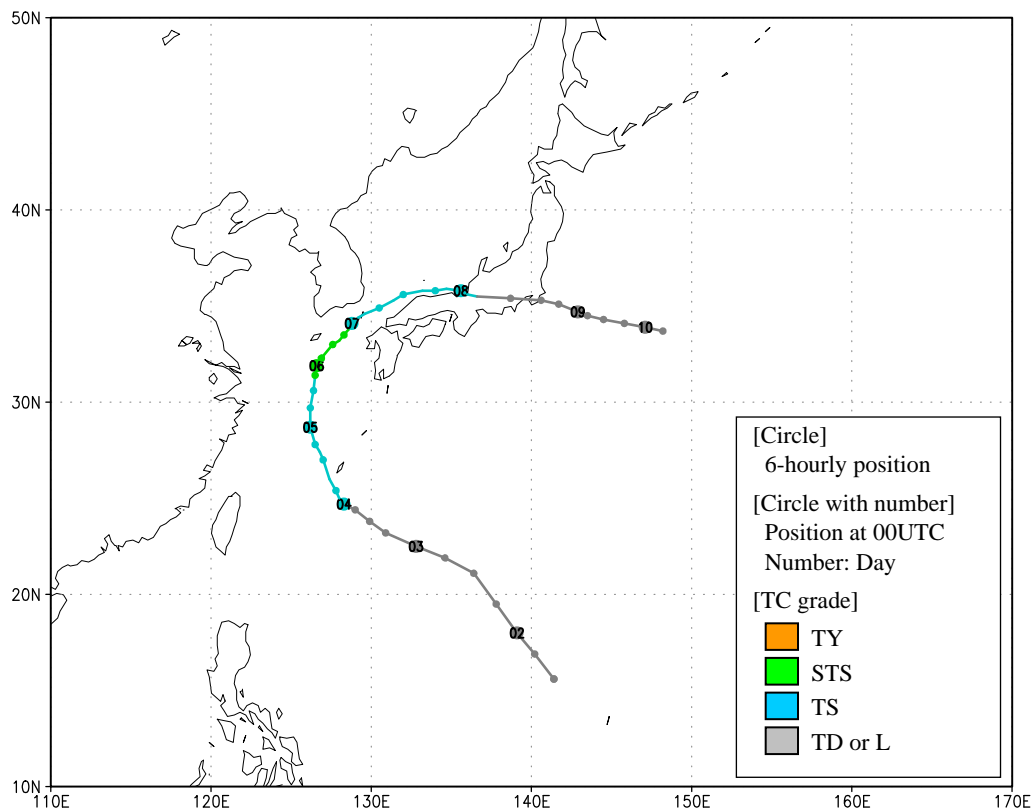 50N
40N
30N
20N
10N
110E 120E 130E 140E 150E 160E 170E
08
07
09
10
06
05
04
03
02
[Circle]
6-hourly position
[Circle with number]
Position at 00UTC
Number: Day
[TC grade]
TY
STS
TS
TD or L